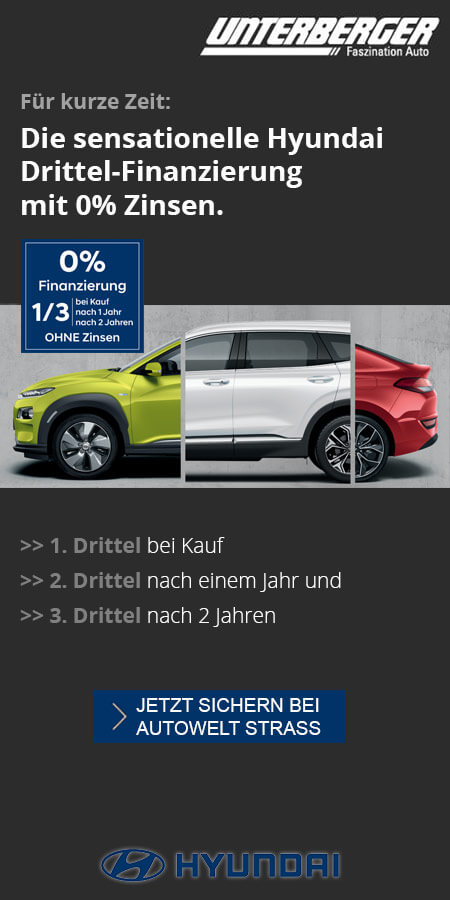 UNTERBERGER
Faszination Auto
Für kurze Zeit:
Die sensationelle Hyundai
Drittel-Finanzierung
mit 0% Zinsen.
0%
Finanzierung
1/3
bei Kauf
nach 1 Jahr
nach 2 Jahren
OHNE Zinsen
>> 1. Drittel bei Kauf
>> 2. Drittel nach einem Jahr und
>> 3. Drittel nach 2 Jahren
JETZT SICHERN BEI
AUTOWELT STRASS
HYUNDAI